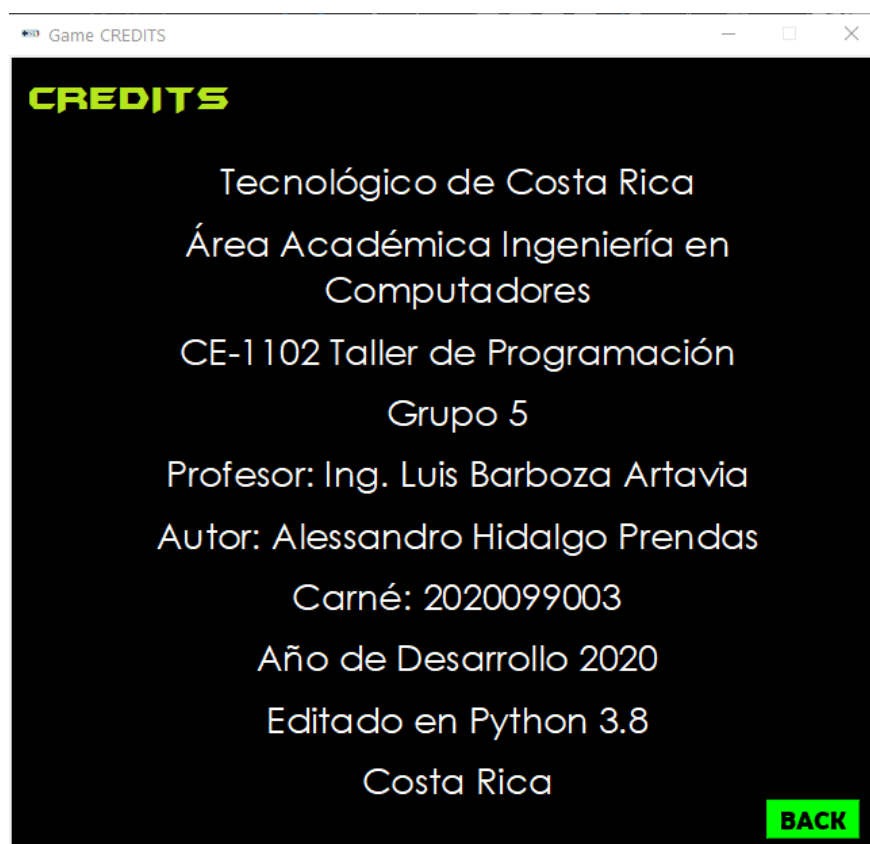 Game CREDITS
CREDITS
Tecnológico de Costa Rica
Área Académica Ingeniería en
Computadores
CE-1102 Taller de Programación
Grupo 5
Profesor: Ing. Luis Barboza Artavia
Autor: Alessandro Hidalgo Prendas
Carné: 2020099003
Año de Desarrollo 2020
Editado en Python 3.8
Costa Rica
BACK